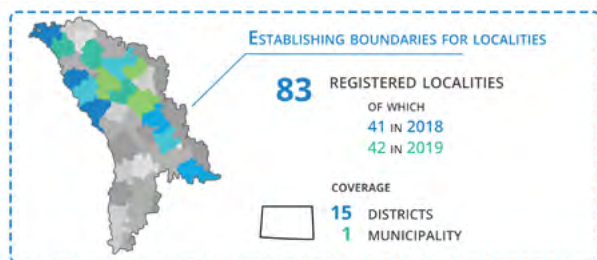 ESTABLISHING BOUNDARIES FOR LOCALITIES
83 REGISTERED LOCALITIES
OF WHICH
41 IN 2018
42 IN 2019
COVERAGE
15 DISTRICTS
1 MUNICIPALITY